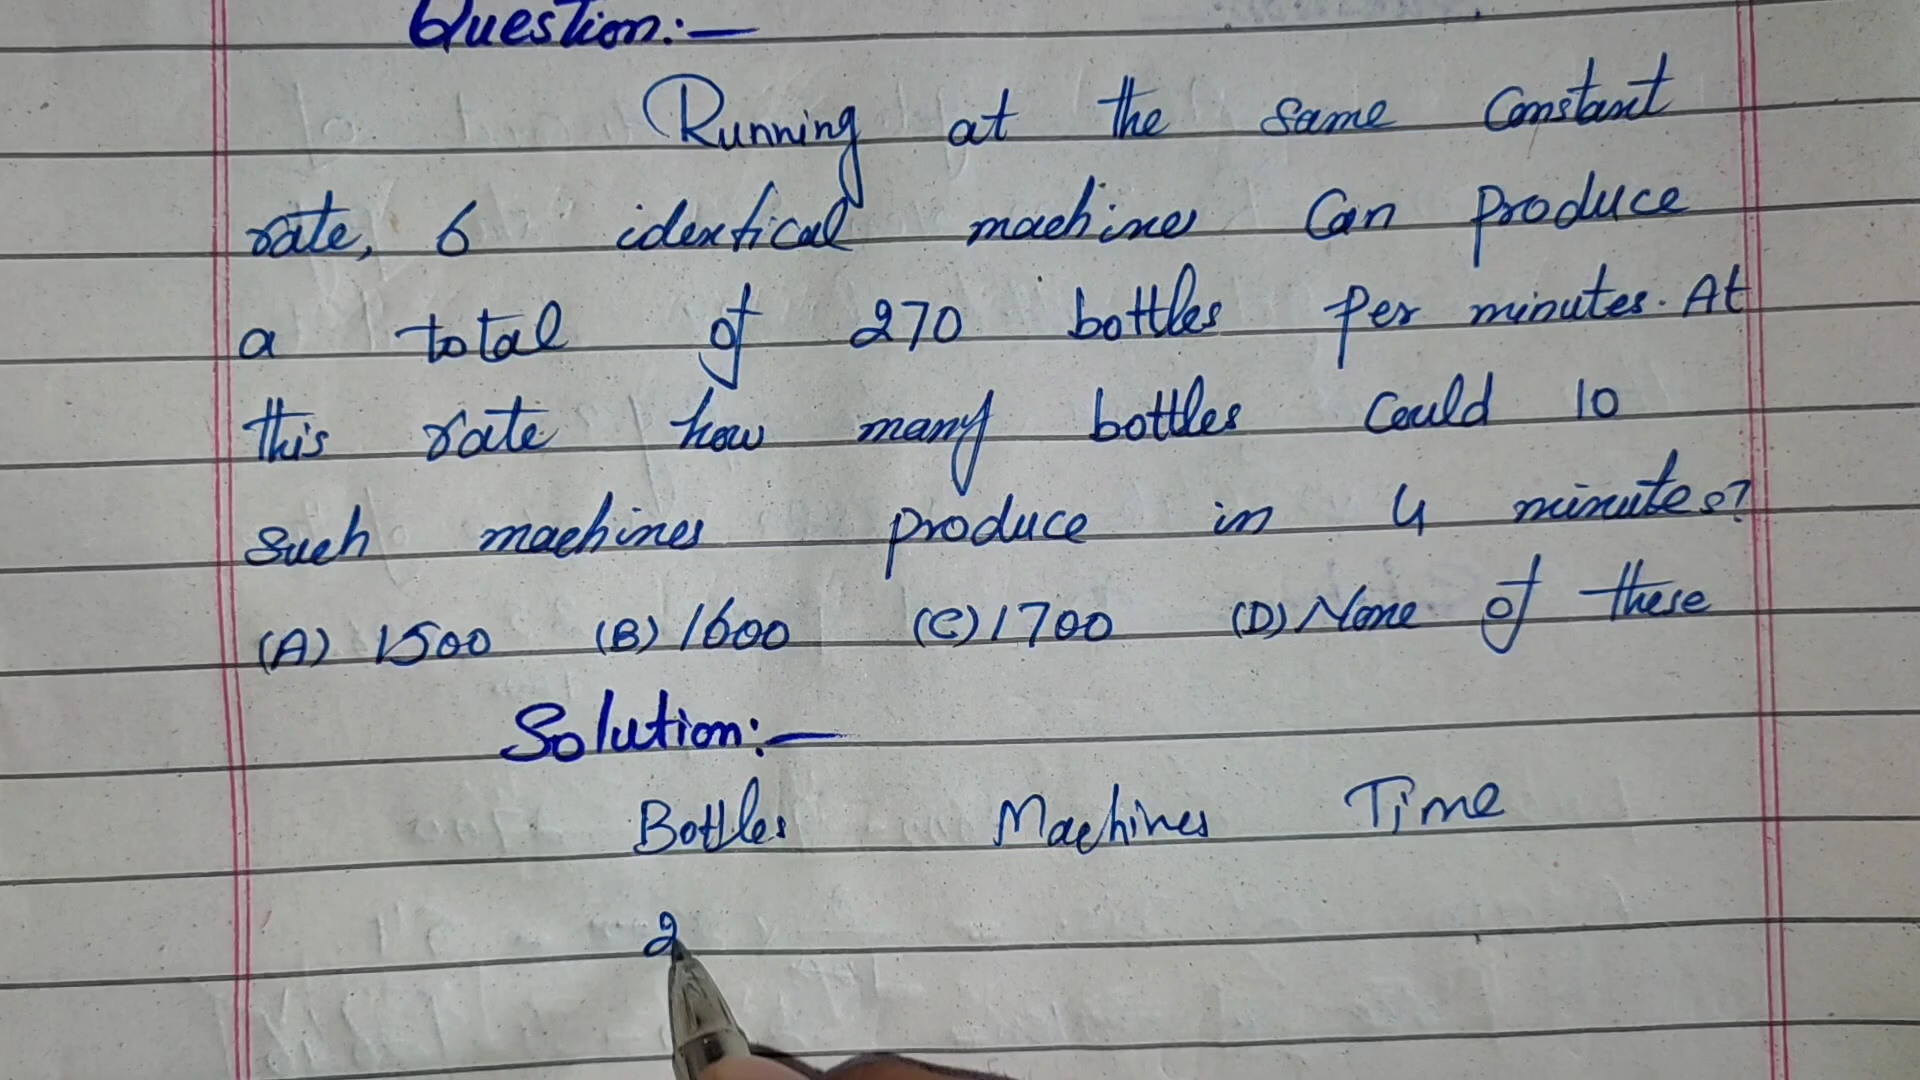 Question:-
Running at the same Constant
rate, 6 identical machines Can produce
a total of 270 bottles Per minutes. At
this rate how many bottles Could 10
Such machines produce in 4 minutes?
(A) 1500 (B) 1600 (C) 1700 (D) None of these
Solution:-
Bottles Machines Time
2